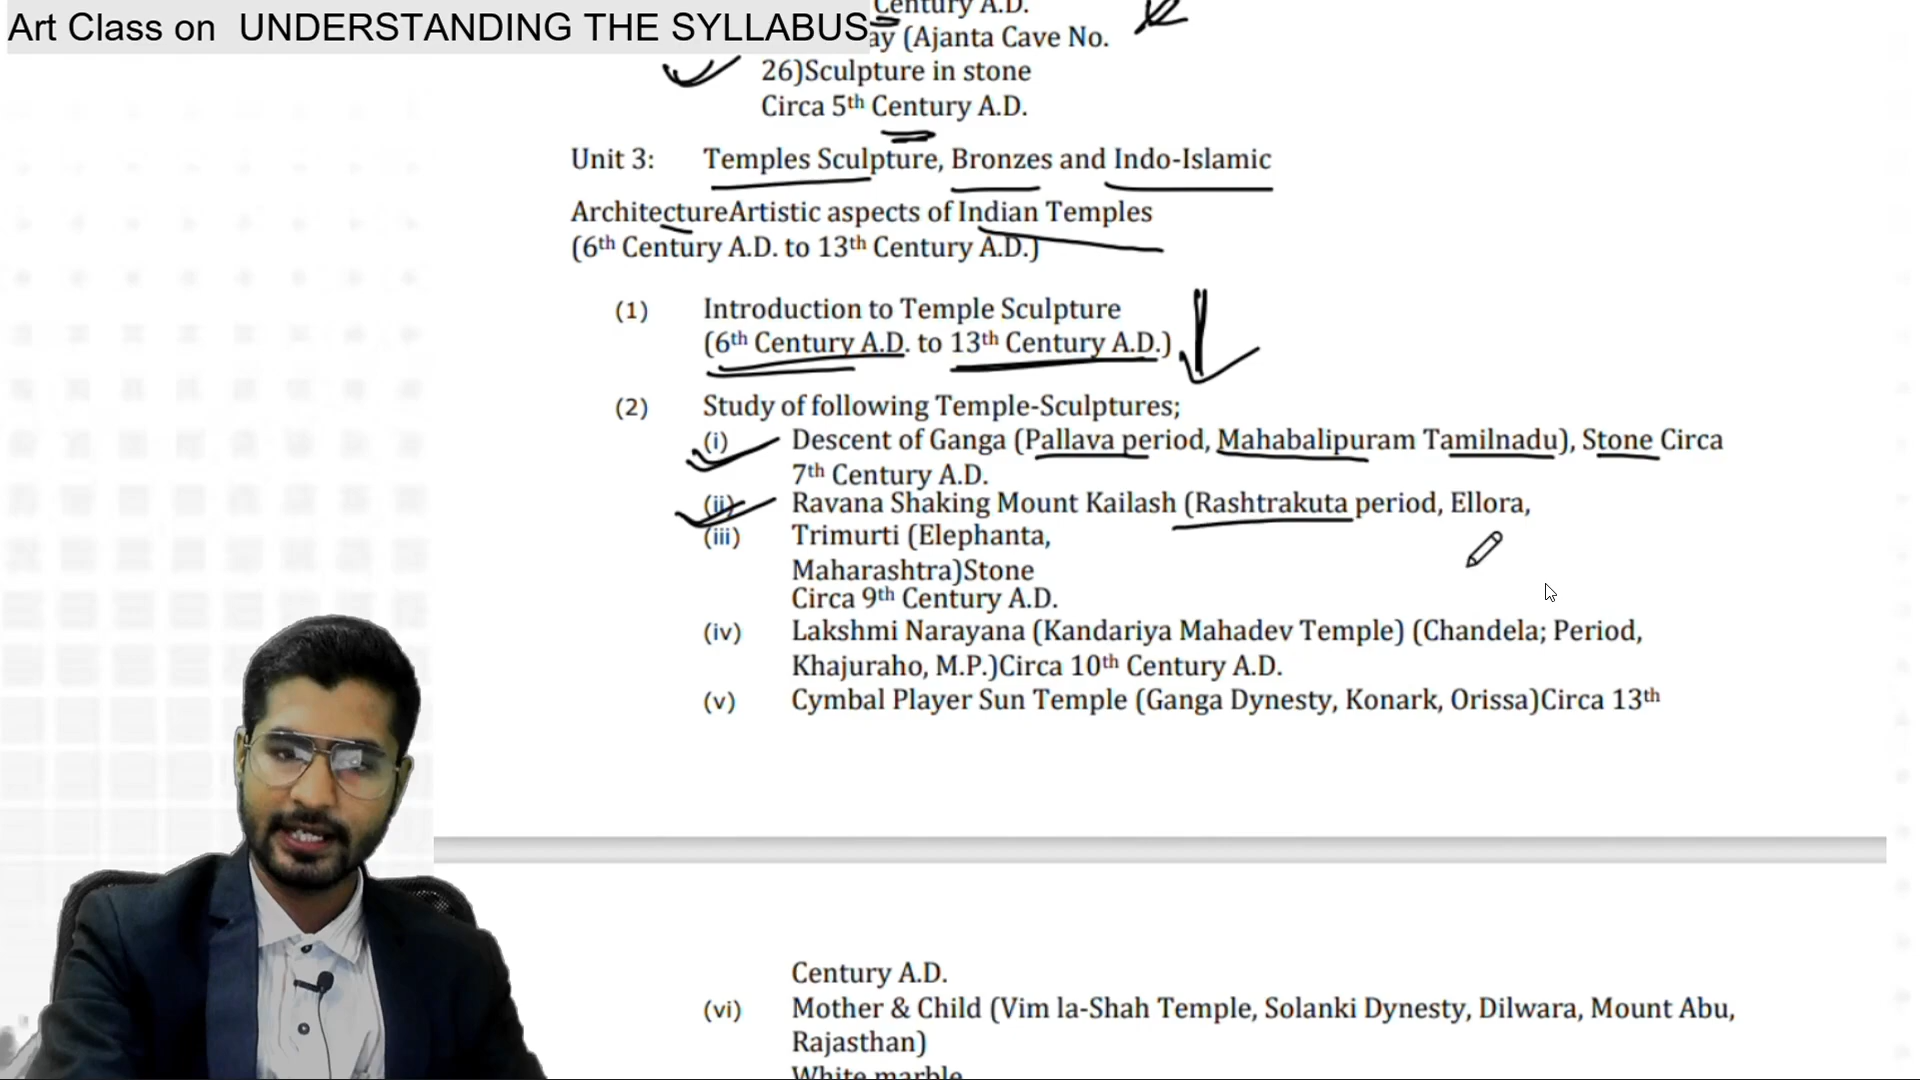 Art Class on UNDERSTANDING THE SYLLABUS
Century A.D.
ay (Ajanta Cave No.
26)Sculpture in stone
Circa 5th Century A.D.
Unit 3: Temples Sculpture, Bronzes and Indo-Islamic
ArchitectureArtistic aspects of Indian Temples
(6th Century A.D. to 13th Century A.D.)
(1) Introduction to Temple Sculpture
(6th Century A.D. to 13th Century A.D.)
(2) Study of following Temple-Sculptures;
(i) Descent of Ganga (Pallava period, Mahabalipuram Tamilnadu), Stone Circa
7th Century A.D.
(ii) Ravana Shaking Mount Kailash (Rashtrakuta period, Ellora,
(iii) Trimurti (Elephanta,
Maharashtra)Stone
Circa 9th Century A.D.
(iv) Lakshmi Narayana (Kandariya Mahadev Temple) (Chandela; Period,
Khajuraho, M.P.)Circa 10th Century A.D.
(v) Cymbal Player Sun Temple (Ganga Dynesty, Konark, Orissa)Circa 13th
Century A.D.
(vi) Mother & Child (Vim la-Shah Temple, Solanki Dynesty, Dilwara, Mount Abu,
Rajasthan)
White marble